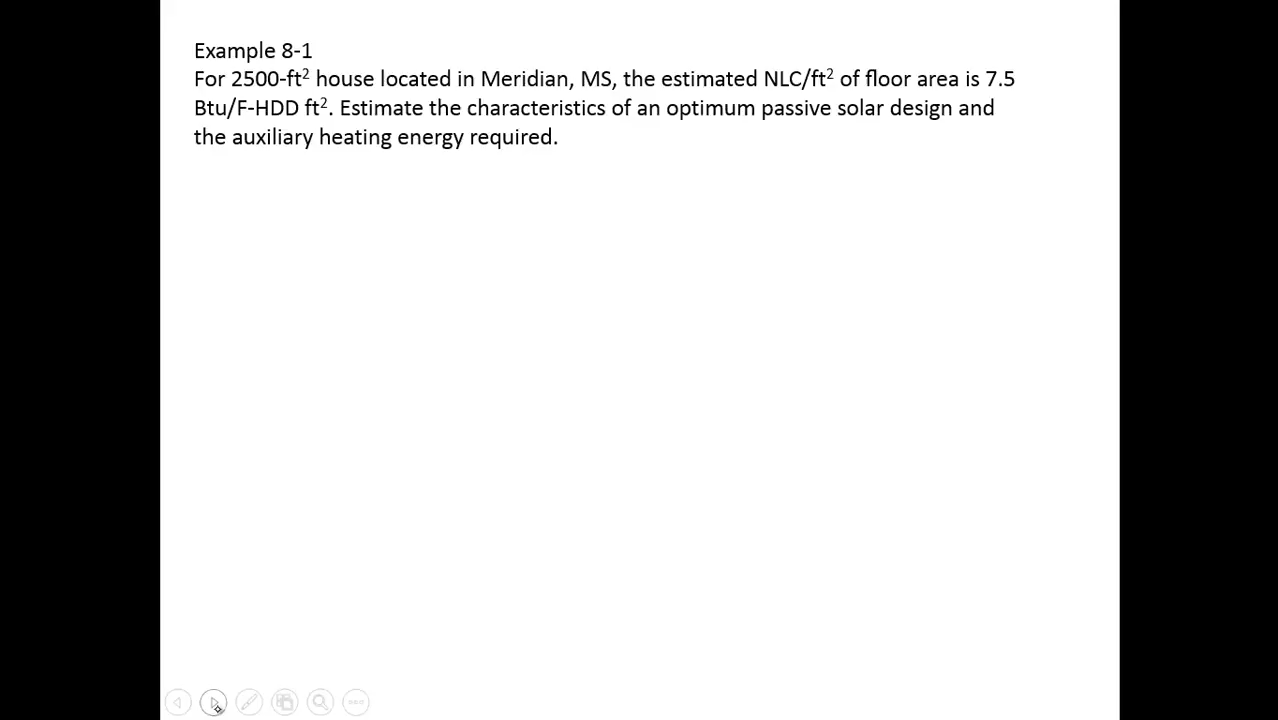 Example 8-1
For 2500-ft² house located in Meridian, MS, the estimated NLC/ft² of floor area is 7.5
Btu/F-HDD ft². Estimate the characteristics of an optimum passive solar design and
the auxiliary heating energy required.